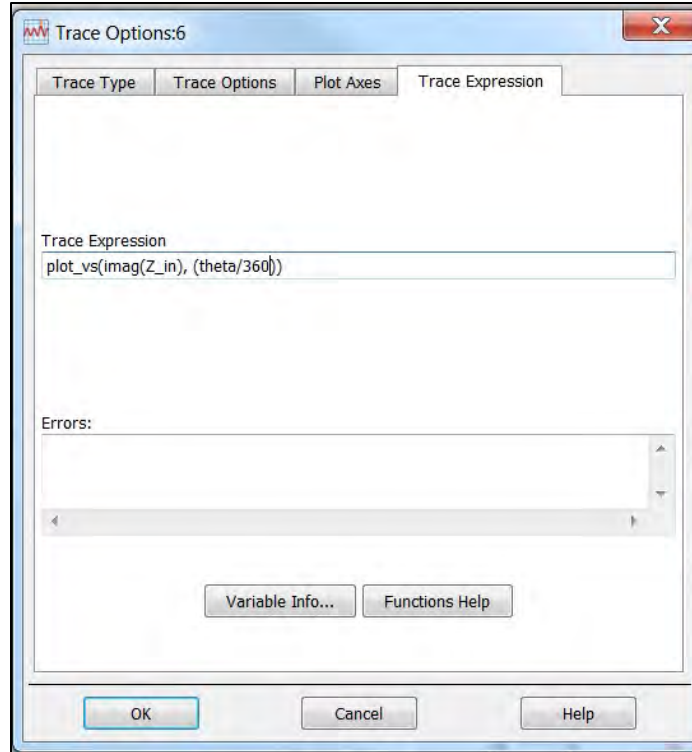 Trace Options:6
Trace Type Trace Options Plot Axes Trace Expression
Trace Expression
plot_vs(imag(Z_in), (theta/360))
Errors:
Variable Info... Functions Help
OK Cancel Help